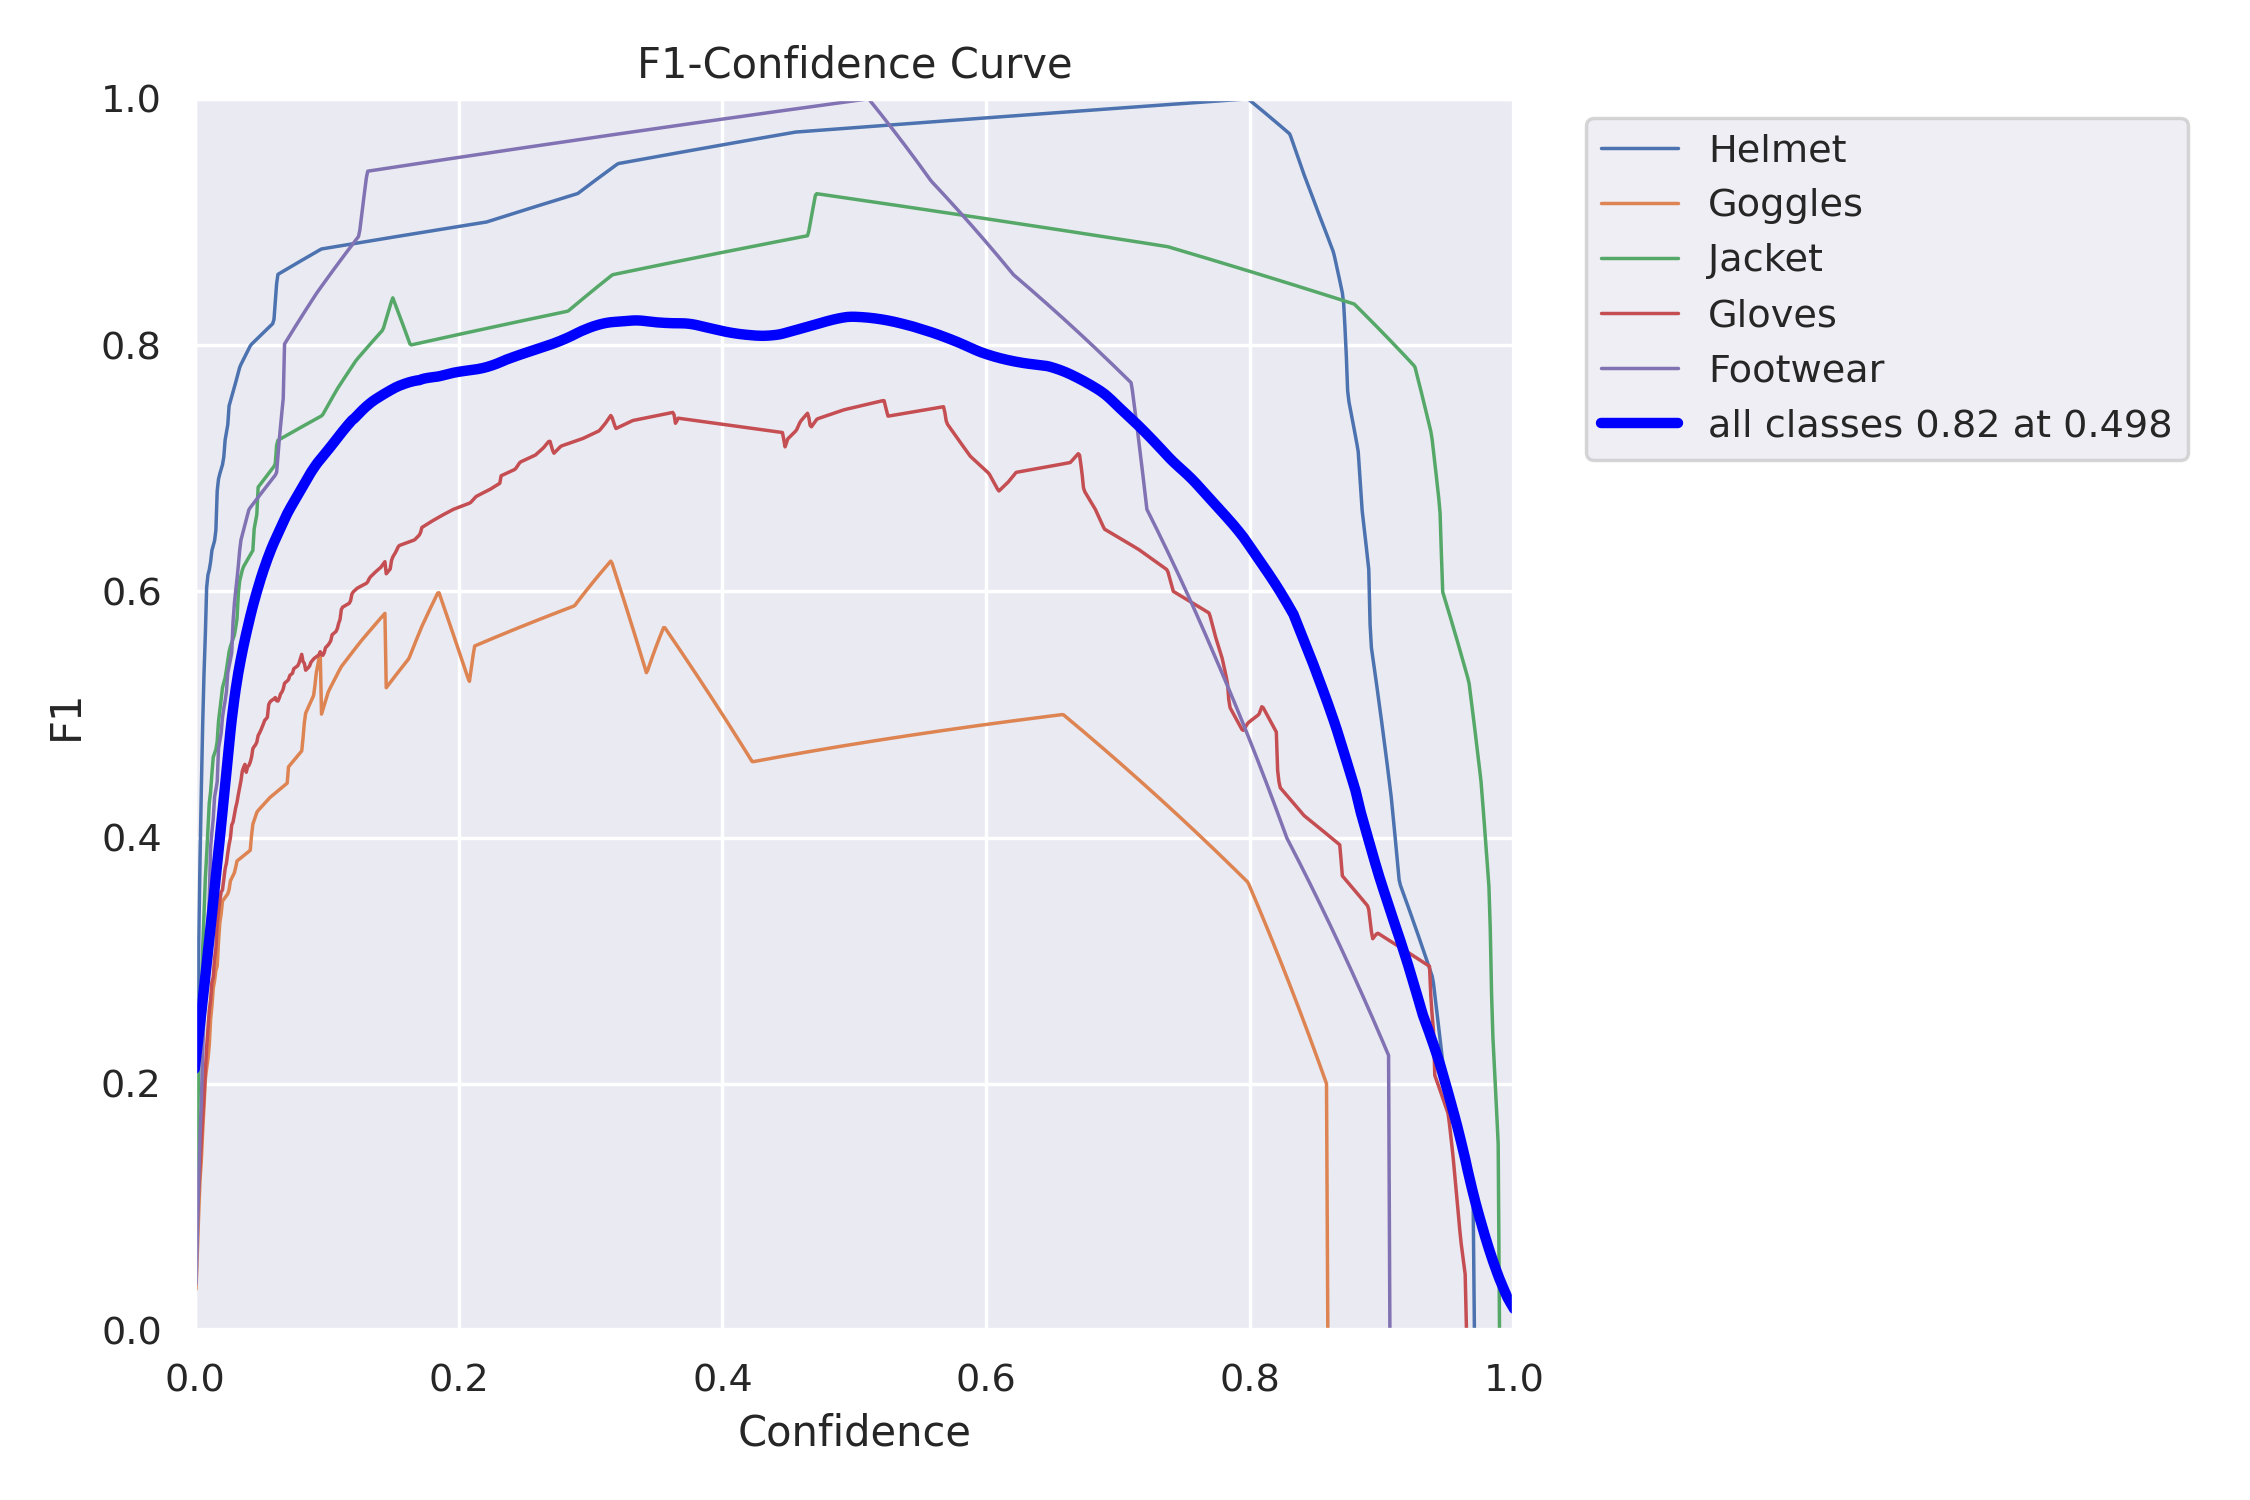 F1-Confidence Curve
1.0
0.8
0.6
0.4
0.2
0.0
F1
0.0 0.2 0.4 0.6 0.8 1.0
Confidence
Helmet
Goggles
Jacket
Gloves
Footwear
all classes 0.82 at 0.498